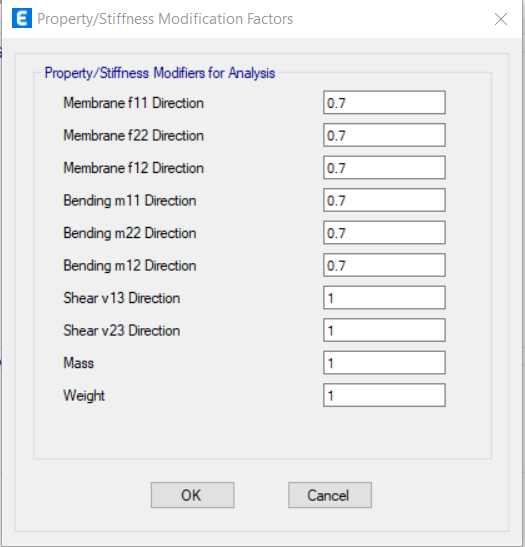 E Property/Stiffness Modification Factors
Property/Stiffness Modifiers for Analysis
Membrane f11 Direction 0.7
Membrane f22 Direction 0.7
Membrane f12 Direction 0.7
Bending m11 Direction 0.7
Bending m22 Direction 0.7
Bending m12 Direction 0.7
Shear v13 Direction 1
Shear v23 Direction 1
Mass 1
Weight 1
OK Cancel